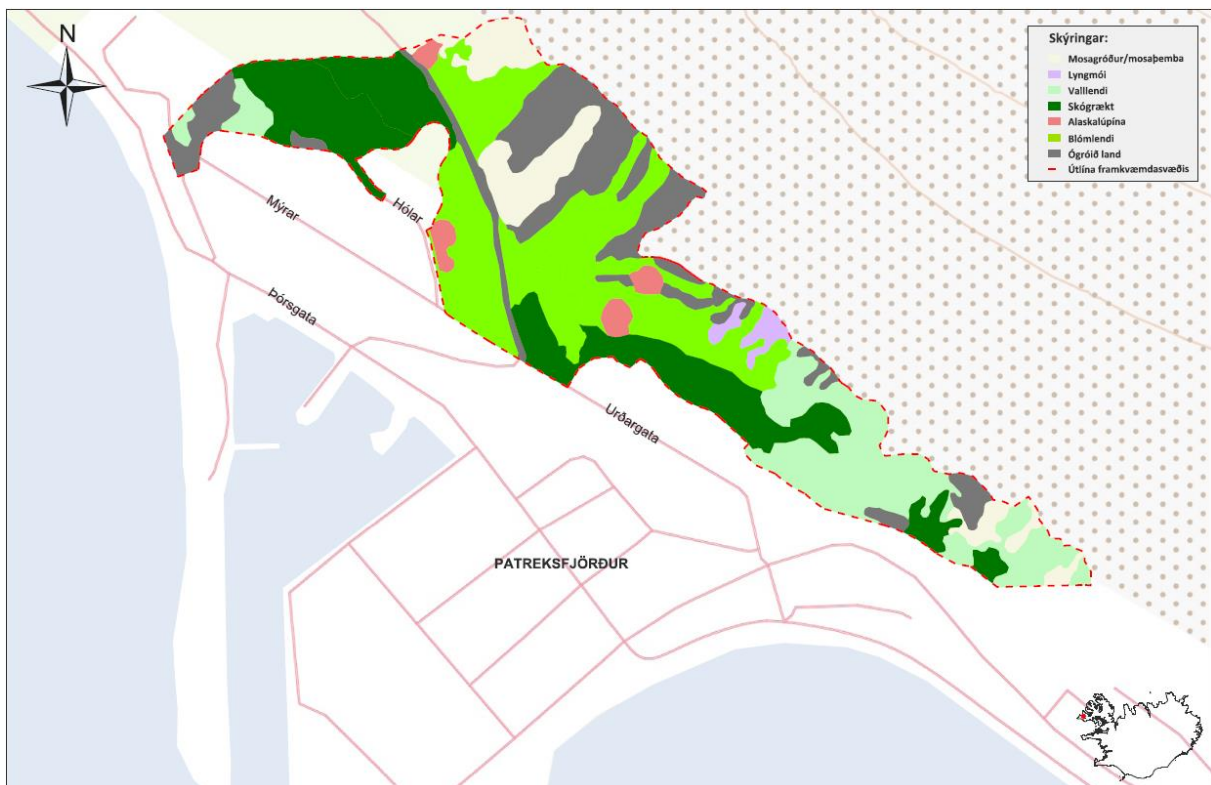 N
Skýringar:
Mosagróður/mosaþemba
Lyngmói
Valllendi
Skógrækt
Alaskalúpína
Blómlendi
Ógróið land
Útlína framkvæmdasvæðis
Hólar
Mýrar
Þórsgata
Urðargata
PATREKSFJÖRÐUR